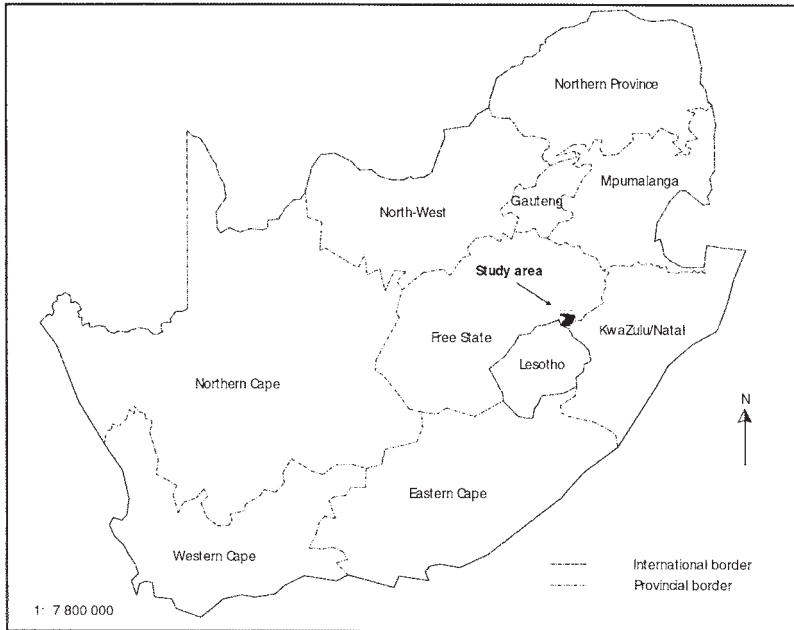 Northern Province
Mpumalanga
Gauteng
North-West
Study area
KwaZulu/Natal
Free State
Lesotho
Northern Cape
N
Eastern Cape
Western Cape
International border
Provincial border
1: 7 800 000